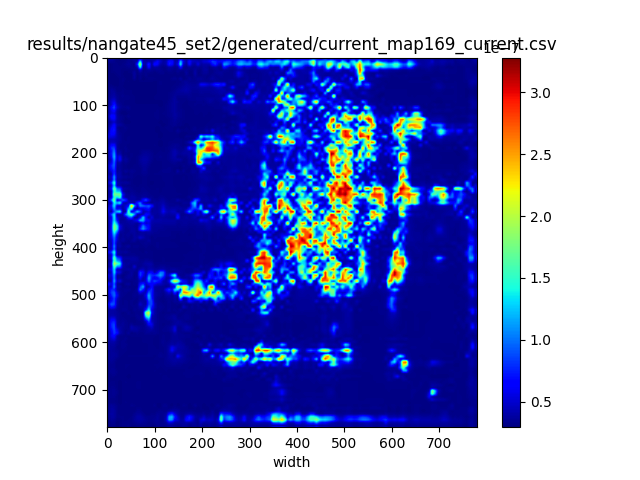 results/nangate45_set2/generated/current_map169_current.csv
1e−7
0
100
200
300
400
500
600
700
height
0 100 200 300 400 500 600 700
width
3.0
2.5
2.0
1.5
1.0
0.5